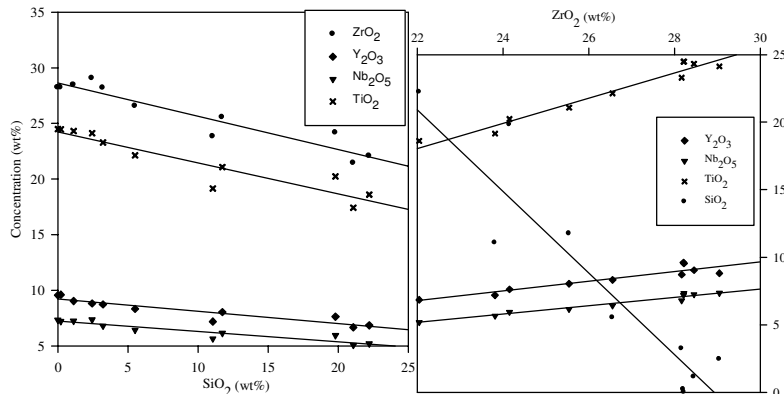 35
30
25
20
15
10
5
Concentration (wt%)
0 5 10 15 20 25
SiO₂ (wt%)
ZrO₂
Y₂O₃
Nb₂O₅
TiO₂
ZrO₂ (wt%)
22 24 26 28 30
25
20
15
10
5
0
Y₂O₃
Nb₂O₅
TiO₂
SiO₂